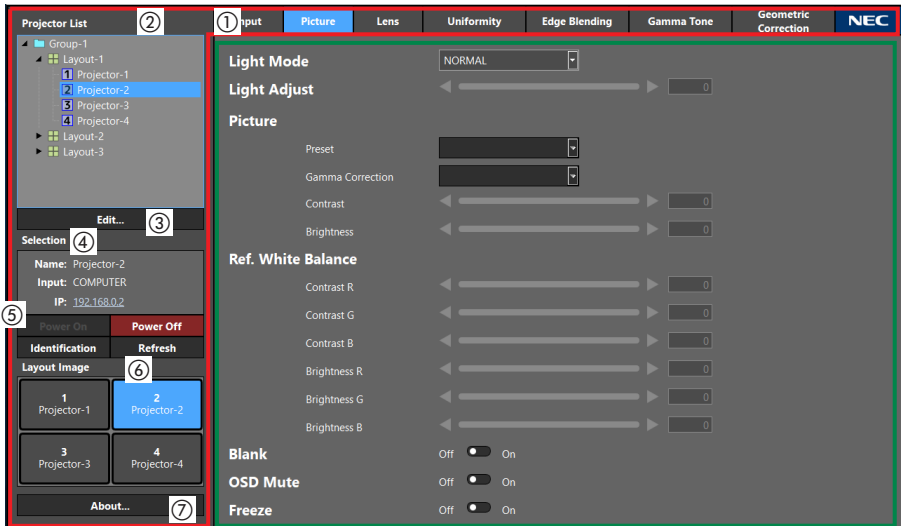 Projector List
②
①
Input
Picture
Lens
Uniformity
Edge Blending
Gamma Tone
Geometric
Correction
NEC
Group-1
Layout-1
1 Projector-1
2 Projector-2
3 Projector-3
4 Projector-4
Layout-2
Layout-3
Edit...
③
Selection
④
Name: Projector-2
Input: COMPUTER
IP: 192.168.0.2
⑤
Power On
Power Off
Identification
Refresh
Layout Image
⑥
1
Projector-1
2
Projector-2
3
Projector-3
4
Projector-4
About...
⑦
Light Mode
NORMAL
Light Adjust
0
Picture
Preset
Gamma Correction
Contrast
0
Brightness
0
Ref. White Balance
Contrast R
0
Contrast G
0
Contrast B
0
Brightness R
0
Brightness G
0
Brightness B
0
Blank
Off
On
OSD Mute
Off
On
Freeze
Off
On